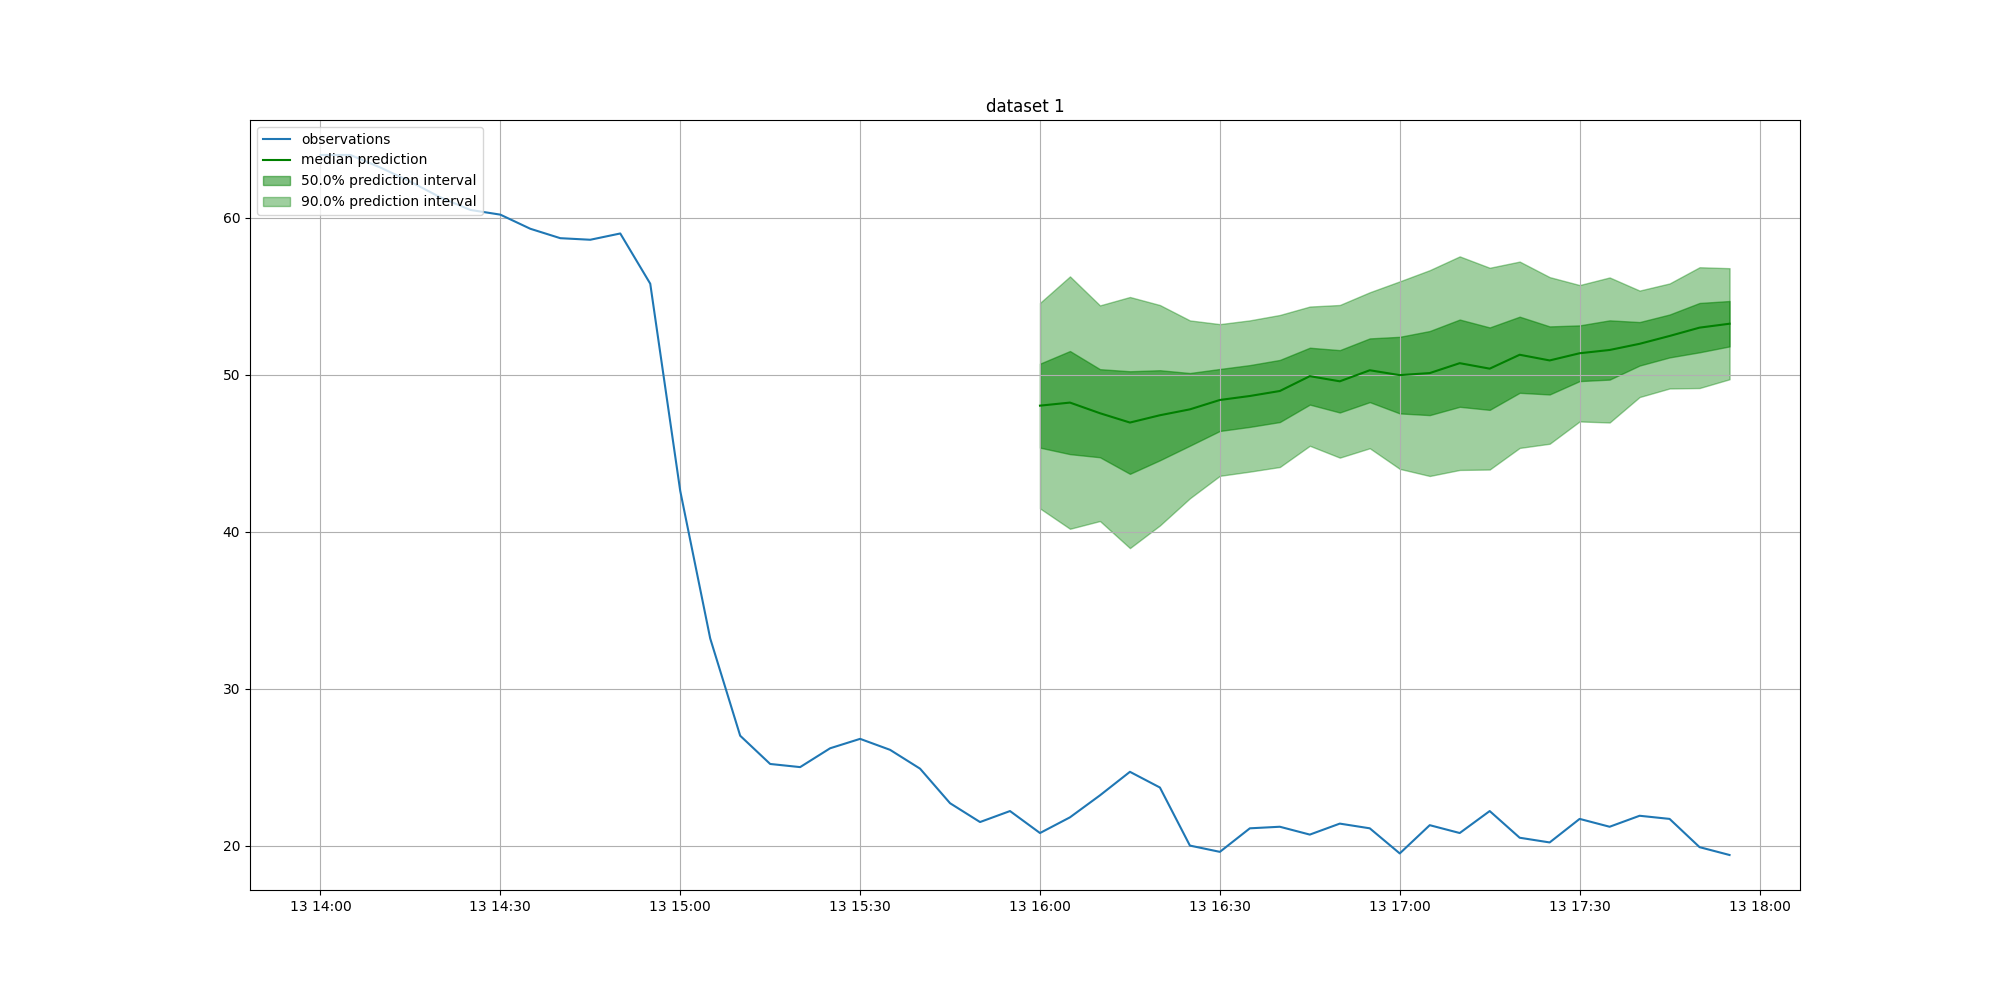 dataset 1
observations
median prediction
50.0% prediction interval
90.0% prediction interval
60
50
40
30
20
13 14:00 13 14:30 13 15:00 13 15:30 13 16:00 13 16:30 13 17:00 13 17:30 13 18:00